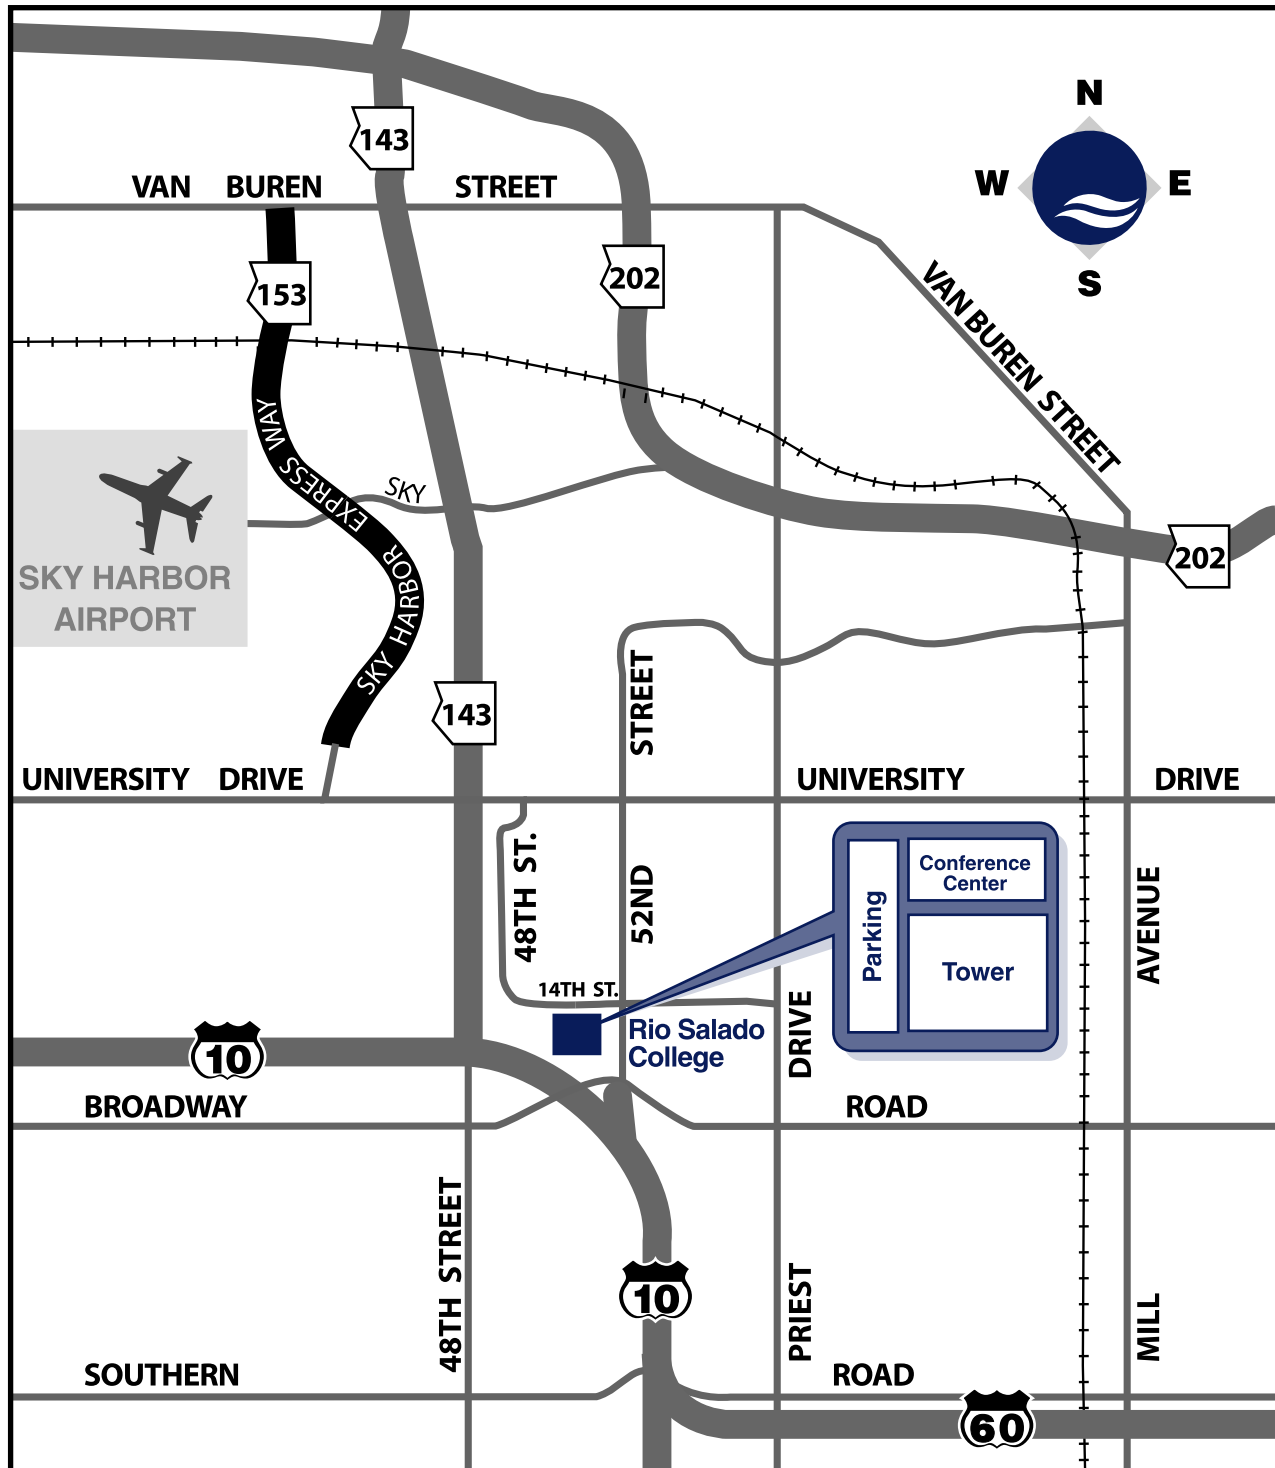 N
W E
S
143
VAN BUREN STREET
202
153
VAN BUREN STREET
SKY HARBOR EXPRESS WAY
SKY
SKY HARBOR
AIRPORT
202
143
STREET
UNIVERSITY DRIVE
UNIVERSITY DRIVE
48TH ST.
52ND
Conference
Center
Parking
Tower
AVENUE
14TH ST.
Rio Salado
College
DRIVE
10
BROADWAY ROAD
48TH STREET
10
PRIEST
MILL
SOUTHERN ROAD
60